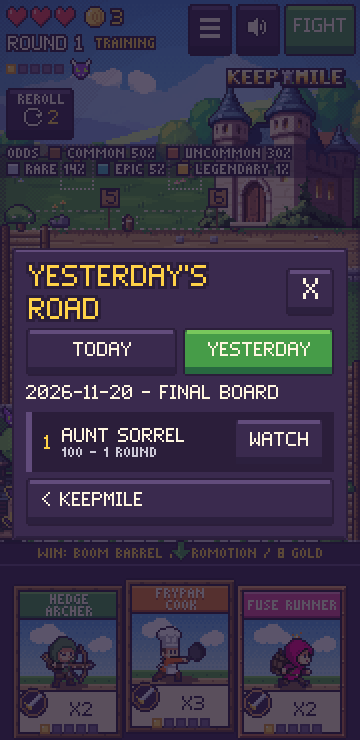 3
FIGHT
ROUND 1 TRAINING
KEEPMILE
REROLL
2
ODDS COMMON 50% UNCOMMON 30%
RARE 14% EPIC 5% LEGENDARY 1%
5
6
YESTERDAY'S
ROAD
X
TODAY
YESTERDAY
2026-11-20 - FINAL BOARD
1 AUNT SORREL
100 - 1 ROUND
WATCH
< KEEPMILE
WIN: BOOM BARREL ROMOTION / 8 GOLD
HEDGE
ARCHER
FRYPAN
COOK
FUSE RUNNER
X2
X3
X2